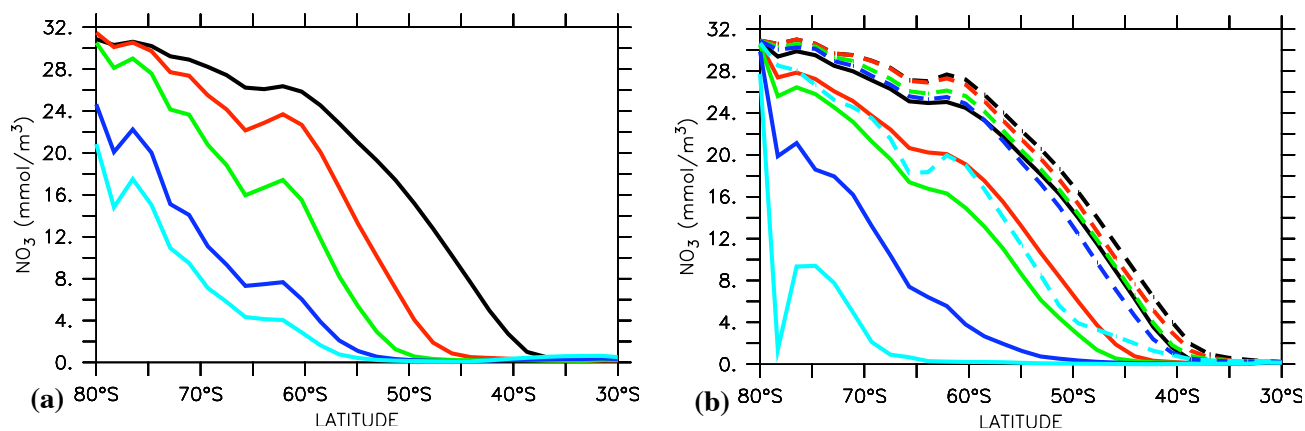 32.
28.
24.
20.
16.
12.
8.
4.
0.
NO3 (mmol/m³)
80°S 70°S 60°S 50°S 40°S 30°S
LATITUDE
(a)
32.
28.
24.
20.
16.
12.
8.
4.
0.
NO3 (mmol/m³)
80°S 70°S 60°S 50°S 40°S 30°S
LATITUDE
(b)